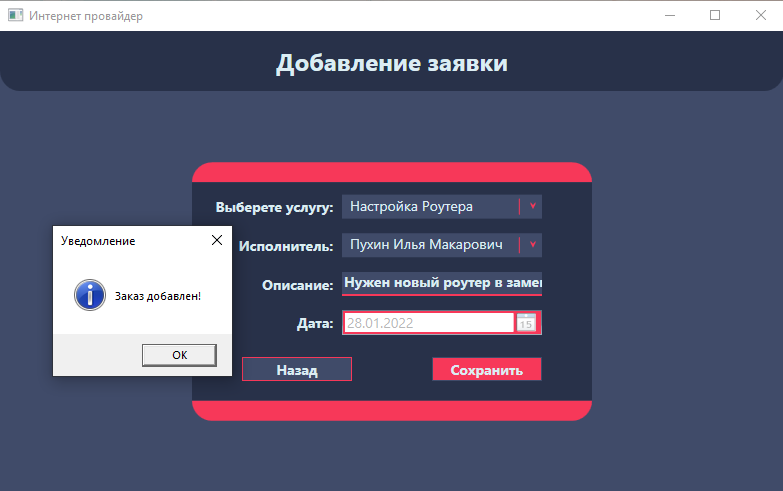 Интернет провайдер
Добавление заявки
Выберете услугу: Настройка Роутера
Исполнитель: Пухин Илья Макарович
Описание: Нужен новый роутер в замен
Дата: 28.01.2022 15
Назад Сохранить
Уведомление
Заказ добавлен!
OK